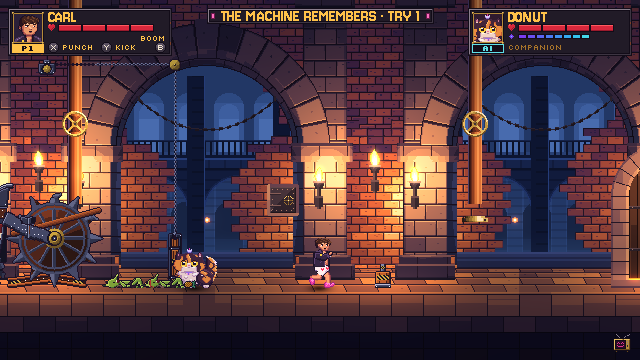 CARL
BOOM
P1 X PUNCH Y KICK B
THE MACHINE REMEMBERS · TRY 1
DONUT
AI COMPANION